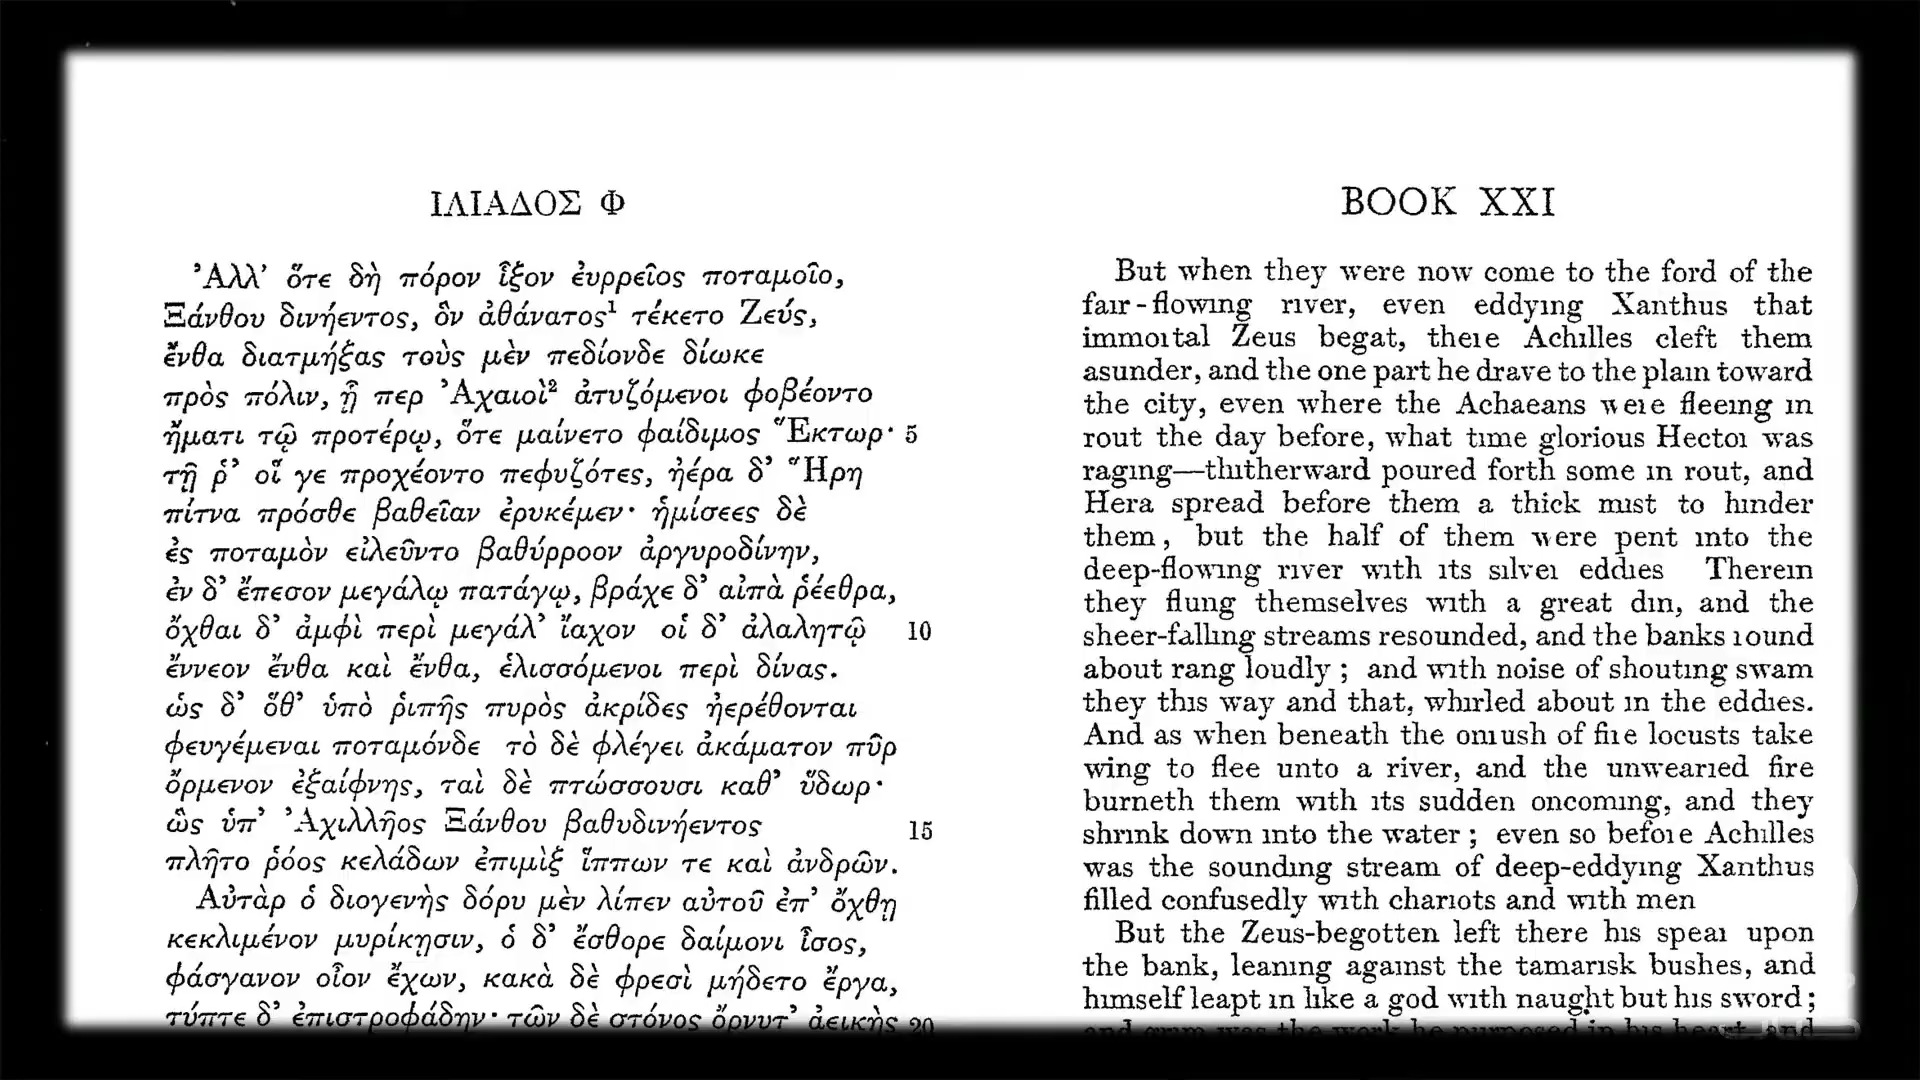 ΙΛΙΑΔΟΣ Φ
Ἀλλ’ ὅτε δὴ πόρον ἷξον ἐυρρεῖος ποταμοῖο,
Ξάνθου δινήεντος, ὃν ἀθάνατος¹ τέκετο Ζεύς,
ἔνθα διατμήξας τοὺς μὲν πεδίονδε δίωκε
πρὸς πόλιν, ᾗ περ Ἀχαιοὶ² ἀτυζόμενοι φοβέοντο
ἤματι τῷ προτέρῳ, ὅτε μαίνετο φαίδιμος Ἕκτωρ· 5
τῇ ῥ’ οἵ γε προχέοντο πεφυζότες, ἠέρα δ’ Ἥρη
πίτνα πρόσθε βαθεῖαν ἐρυκέμεν· ἡμίσεες δὲ
ἐς ποταμὸν εἰλεῦντο βαθύρροον ἀργυροδίνην,
ἐν δ’ ἔπεσον μεγάλῳ πατάγῳ, βράχε δ’ αἰπὰ ῥέεθρα,
ὄχθαι δ’ ἀμφὶ περὶ μεγάλ’ ἴαχον οἱ δ’ ἀλαλητῷ 10
ἔννεον ἔνθα καὶ ἔνθα, ἑλισσόμενοι περὶ δίνας.
ὡς δ’ ὅθ’ ὑπὸ ῥιπῆς πυρὸς ἀκρίδες ἠερέθονται
φευγέμεναι ποταμόνδε τὸ δὲ φλέγει ἀκάματον πῦρ
ὄρμενον ἐξαίφνης, ταὶ δὲ πτώσσουσι καθ’ ὕδωρ·
ὣς ὑπ’ Ἀχιλλῆος Ξάνθου βαθυδινήεντος 15
πλῆτο ῥόος κελάδων ἐπιμὶξ ἵππων τε καὶ ἀνδρῶν.
Αὐτὰρ ὁ διογενὴς δόρυ μὲν λίπεν αὐτοῦ ἐπ’ ὄχθῃ
κεκλιμένον μυρίκῃσιν, ὁ δ’ ἔσθορε δαίμονι ἶσος,
φάσγανον οἶον ἔχων, κακὰ δὲ φρεσὶ μήδετο ἔργα,
τύπτε δ’ ἐπιστροφάδην· τῶν δὲ στόνος ὄρνυτ’ ἀεικὴς 20
BOOK XXI
But when they were now come to the ford of the
fair-flowing river, even eddying Xanthus that
immortal Zeus begat, there Achilles cleft them
asunder, and the one part he drave to the plain toward
the city, even where the Achaeans were fleeing in
rout the day before, what time glorious Hector was
raging—thitherward poured forth some in rout, and
Hera spread before them a thick mist to hinder
them, but the half of them were pent into the
deep-flowing river with its silver eddies Therein
they flung themselves with a great din, and the
sheer-falling streams resounded, and the banks round
about rang loudly ; and with noise of shouting swam
they this way and that, whirled about in the eddies.
And as when beneath the onrush of fire locusts take
wing to flee unto a river, and the unwearied fire
burneth them with its sudden oncoming, and they
shrink down into the water ; even so before Achilles
was the sounding stream of deep-eddying Xanthus
filled confusedly with chariots and with men
But the Zeus-begotten left there his spear upon
the bank, leaning against the tamarisk bushes, and
himself leapt in like a god with naught but his sword ;
and grim was the work he purposed in his heart, and